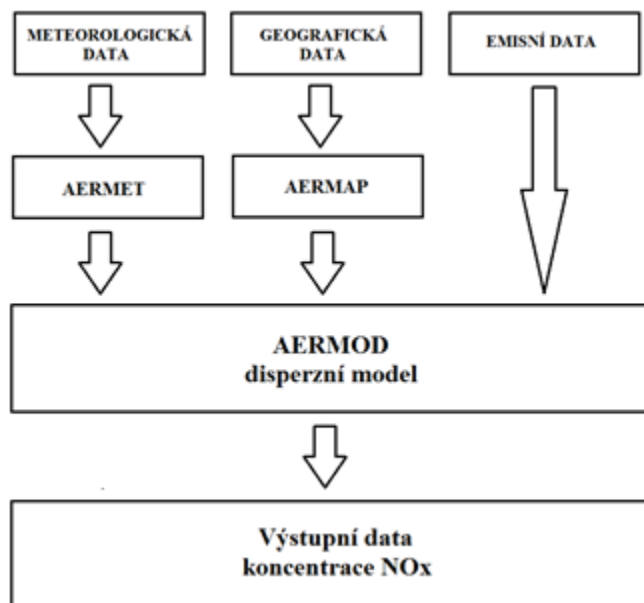 METEOROLOGICKÁ
DATA
GEOGRAFICKÁ
DATA
EMISNÍ DATA
AERMET
AERMAP
AERMOD
disperzní model
Výstupní data
koncentrace NOx